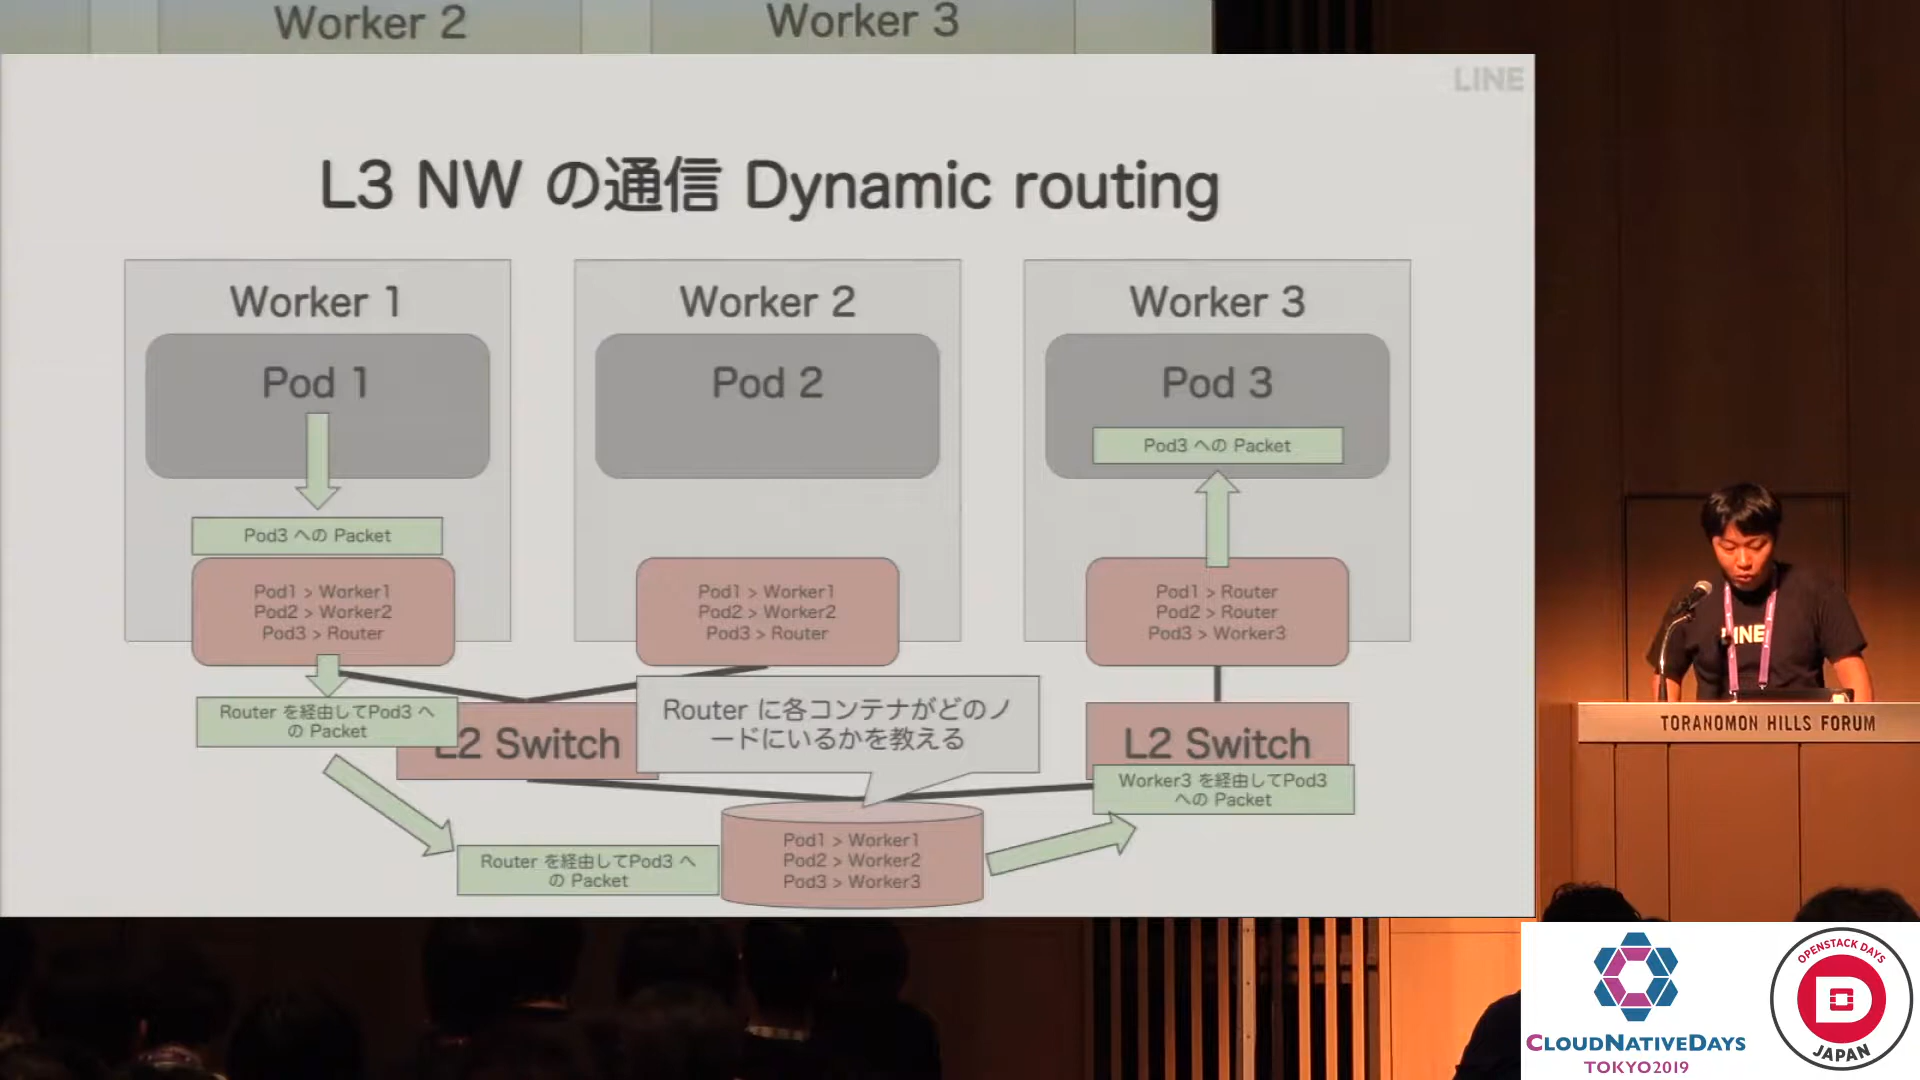 Worker 2
Worker 3
LINE
L3 NW の通信 Dynamic routing
Worker 1
Worker 2
Worker 3
Pod 1
Pod 2
Pod 3
Pod3 への Packet
Pod3 への Packet
Pod1 > Worker1
Pod2 > Worker2
Pod3 > Router
Pod1 > Worker1
Pod2 > Worker2
Pod3 > Router
Pod1 > Router
Pod2 > Router
Pod3 > Worker3
Router を経由してPod3 へ
の Packet
L2 Switch
Router に各コンテナがどのノ
ードにいるかを教える
L2 Switch
Worker3 を経由してPod3
への Packet
Router を経由してPod3 へ
の Packet
Pod1 > Worker1
Pod2 > Worker2
Pod3 > Worker3
LINE
TORANOMON HILLS FORUM
CLOUDNATIVEDAYS
TOKYO2019
OPENSTACK DAYS
JAPAN